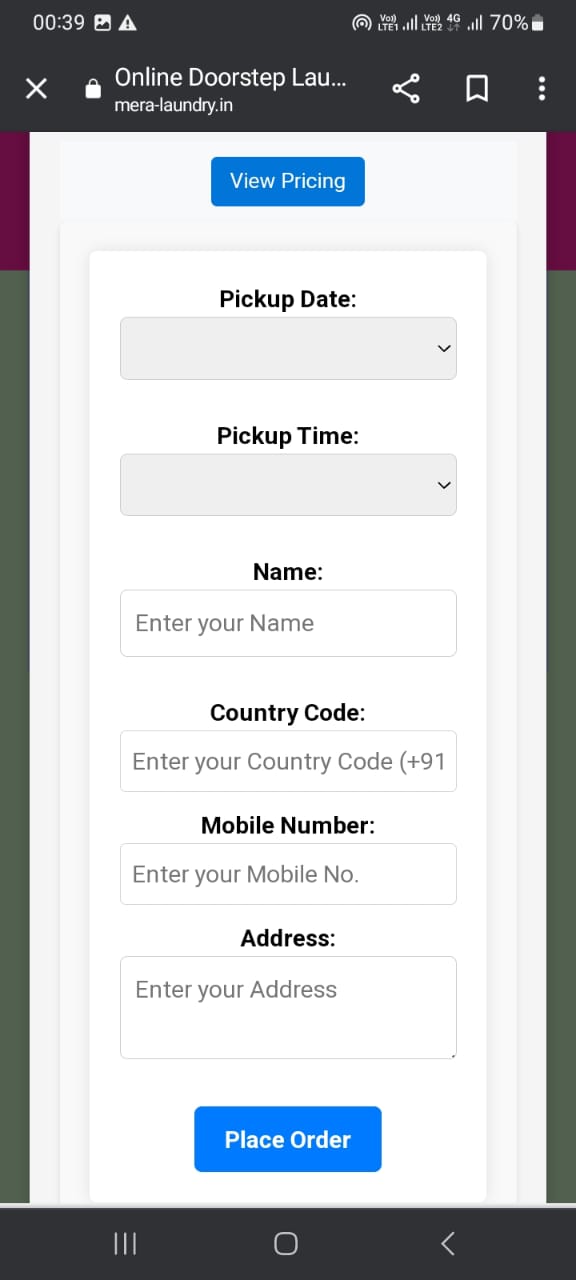 00:39 Vo)) LTE1 Vo)) LTE2 4G 70%
Online Doorstep Lau...
mera-laundry.in
View Pricing
Pickup Date:
Pickup Time:
Name:
Enter your Name
Country Code:
Enter your Country Code (+91
Mobile Number:
Enter your Mobile No.
Address:
Enter your Address
Place Order